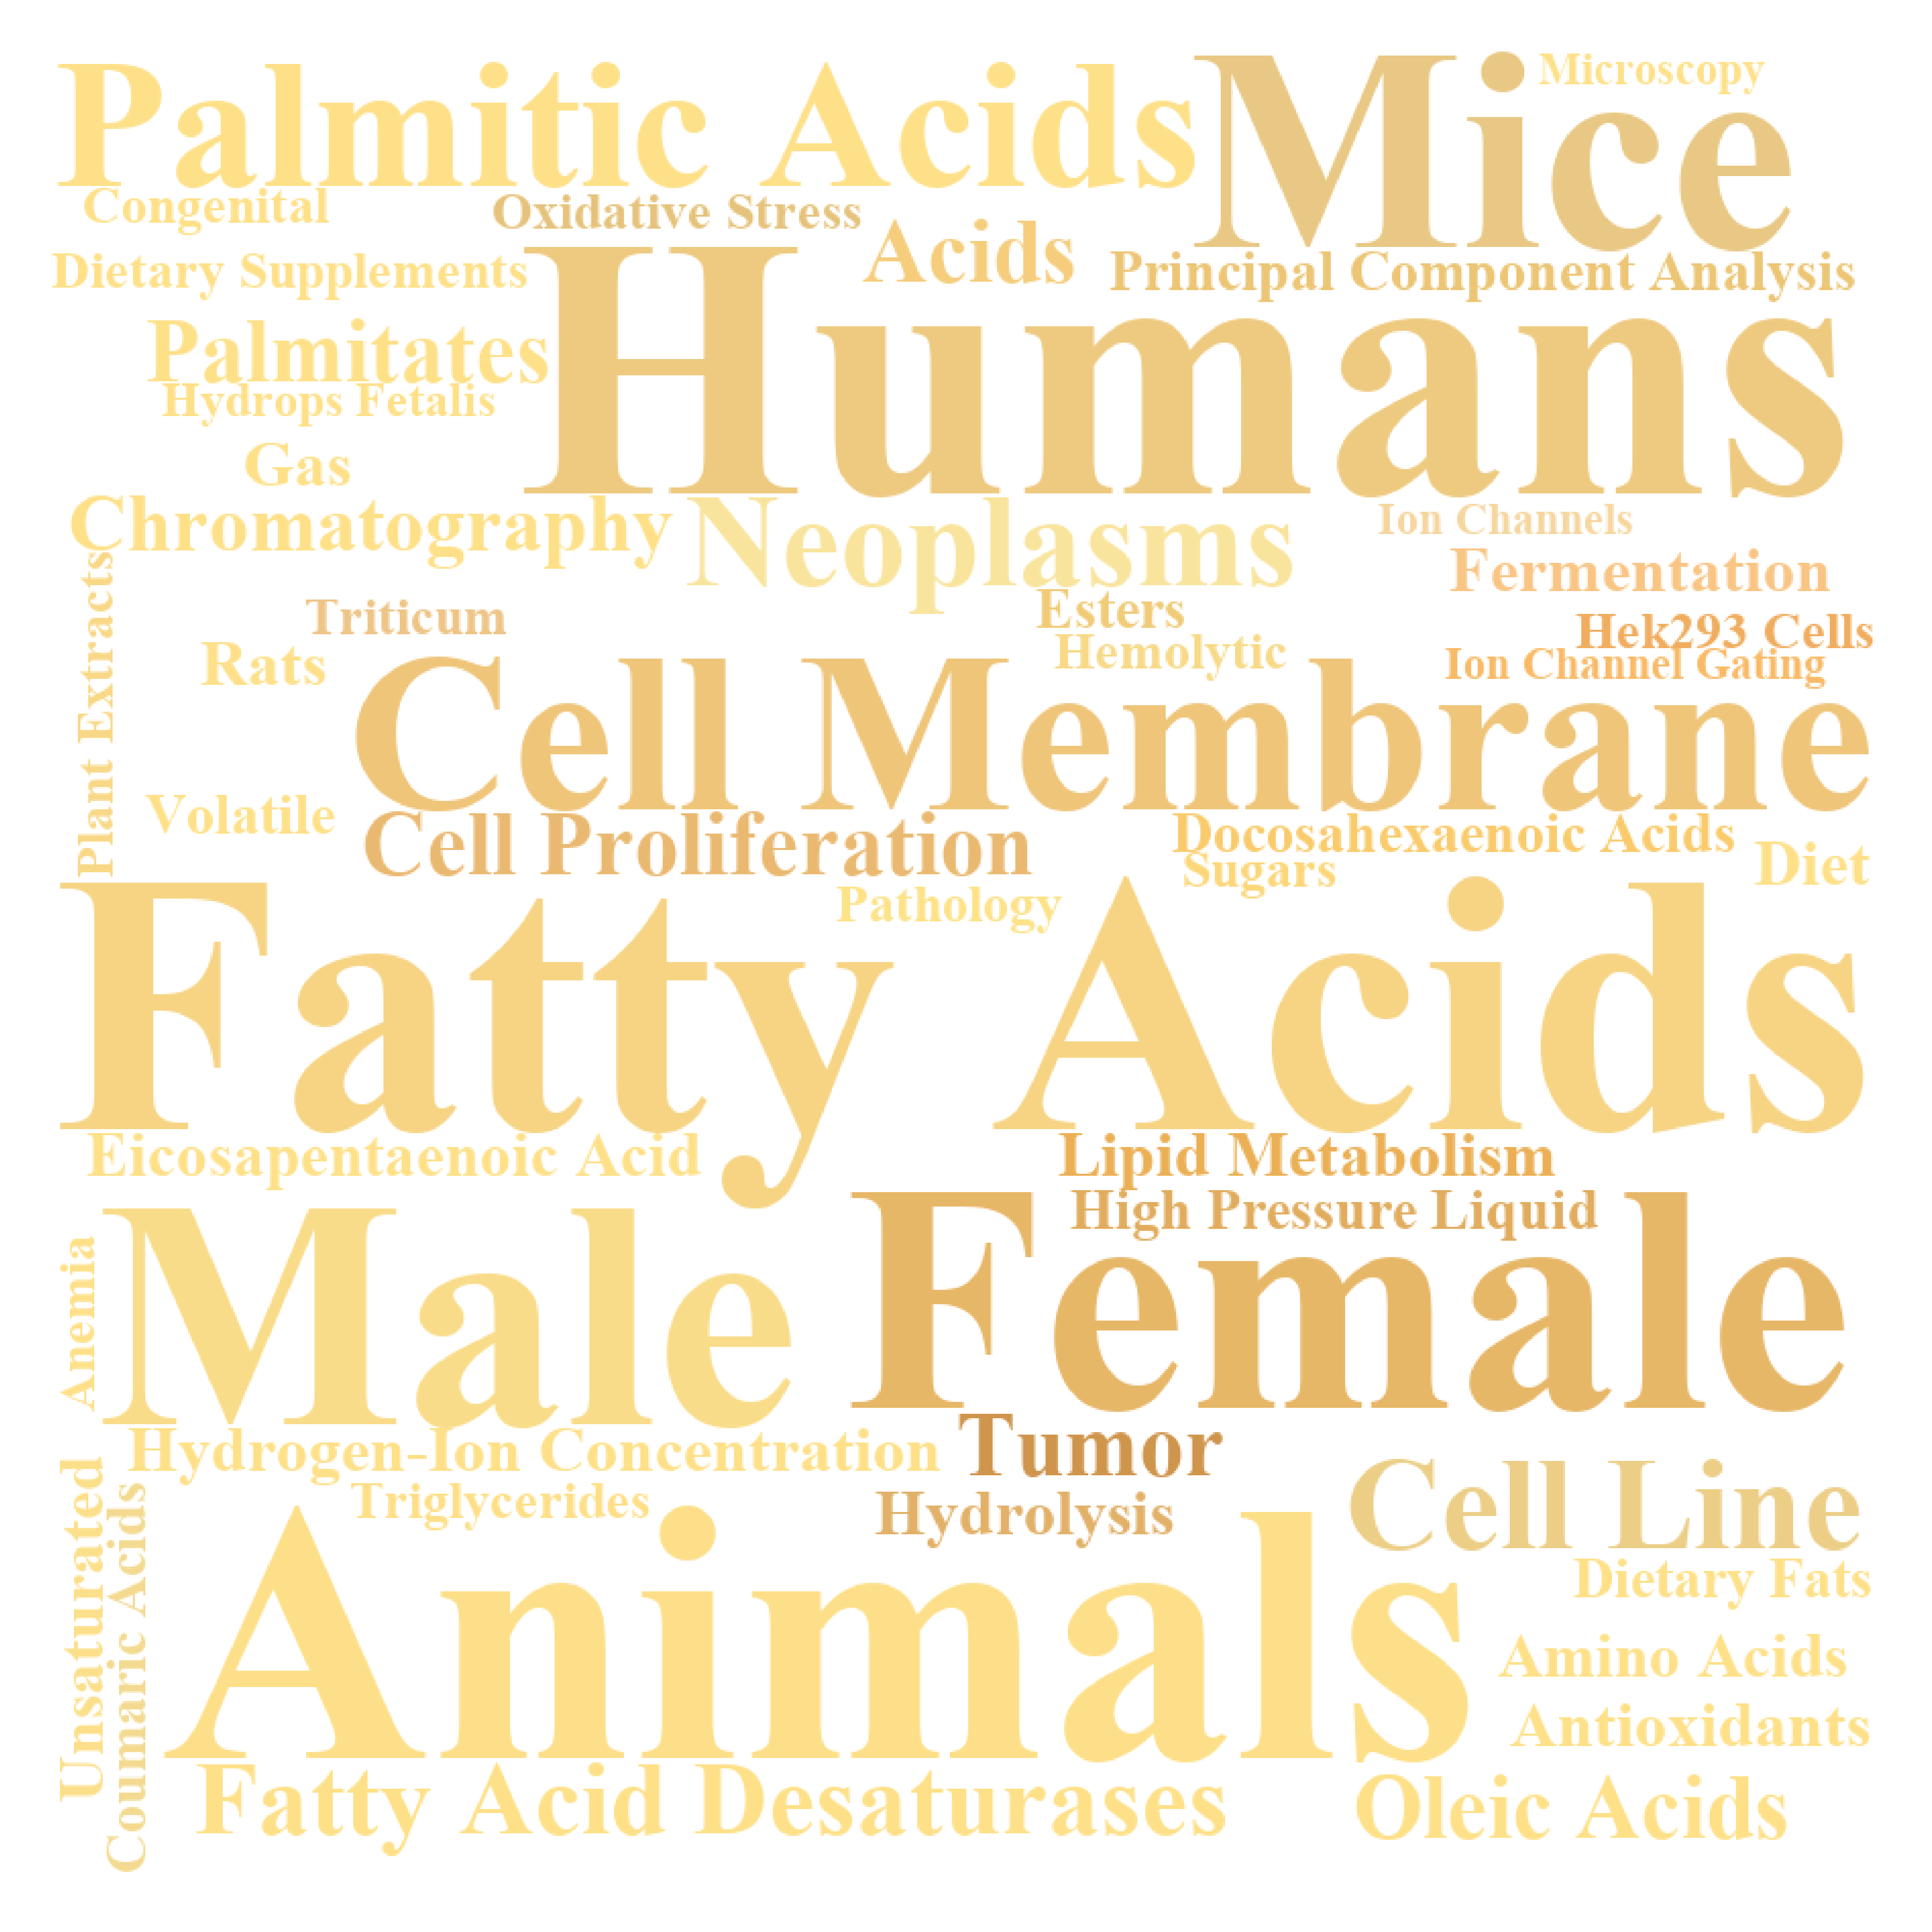 Palmitic Acids
Mice
Microscopy
Congenital
Oxidative Stress
Acids
Principal Component Analysis
Dietary Supplements
Humans
Palmitates
Hydrops Fetalis
Gas
Chromatography
Neoplasms
Ion Channels
Fermentation
Plant Extracts
Triticum
Esters
Hek293 Cells
Rats
Hemolytic
Ion Channel Gating
Cell Membrane
Volatile
Cell Proliferation
Docosahexaenoic Acids
Sugars
Diet
Pathology
Fatty Acids
Eicosapentaenoic Acid
Lipid Metabolism
High Pressure Liquid
Male
Female
Anemia
Hydrogen-Ion Concentration
Tumor
Unsaturated
Coumaric Acids
Triglycerides
Hydrolysis
Cell Line
Animals
Dietary Fats
Amino Acids
Antioxidants
Fatty Acid Desaturases
Oleic Acids